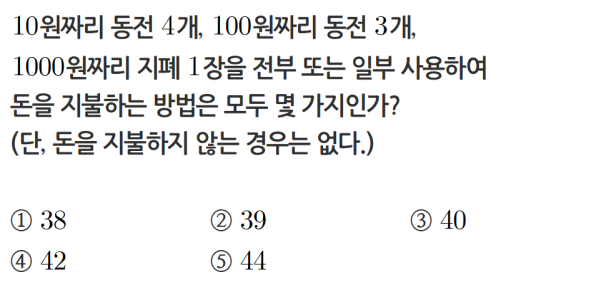 10원짜리 동전 4개, 100원짜리 동전 3개,
1000원짜리 지폐 1장을 전부 또는 일부 사용하여
돈을 지불하는 방법은 모두 몇 가지인가?
(단, 돈을 지불하지 않는 경우는 없다.)
① 38 ② 39 ③ 40
④ 42 ⑤ 44